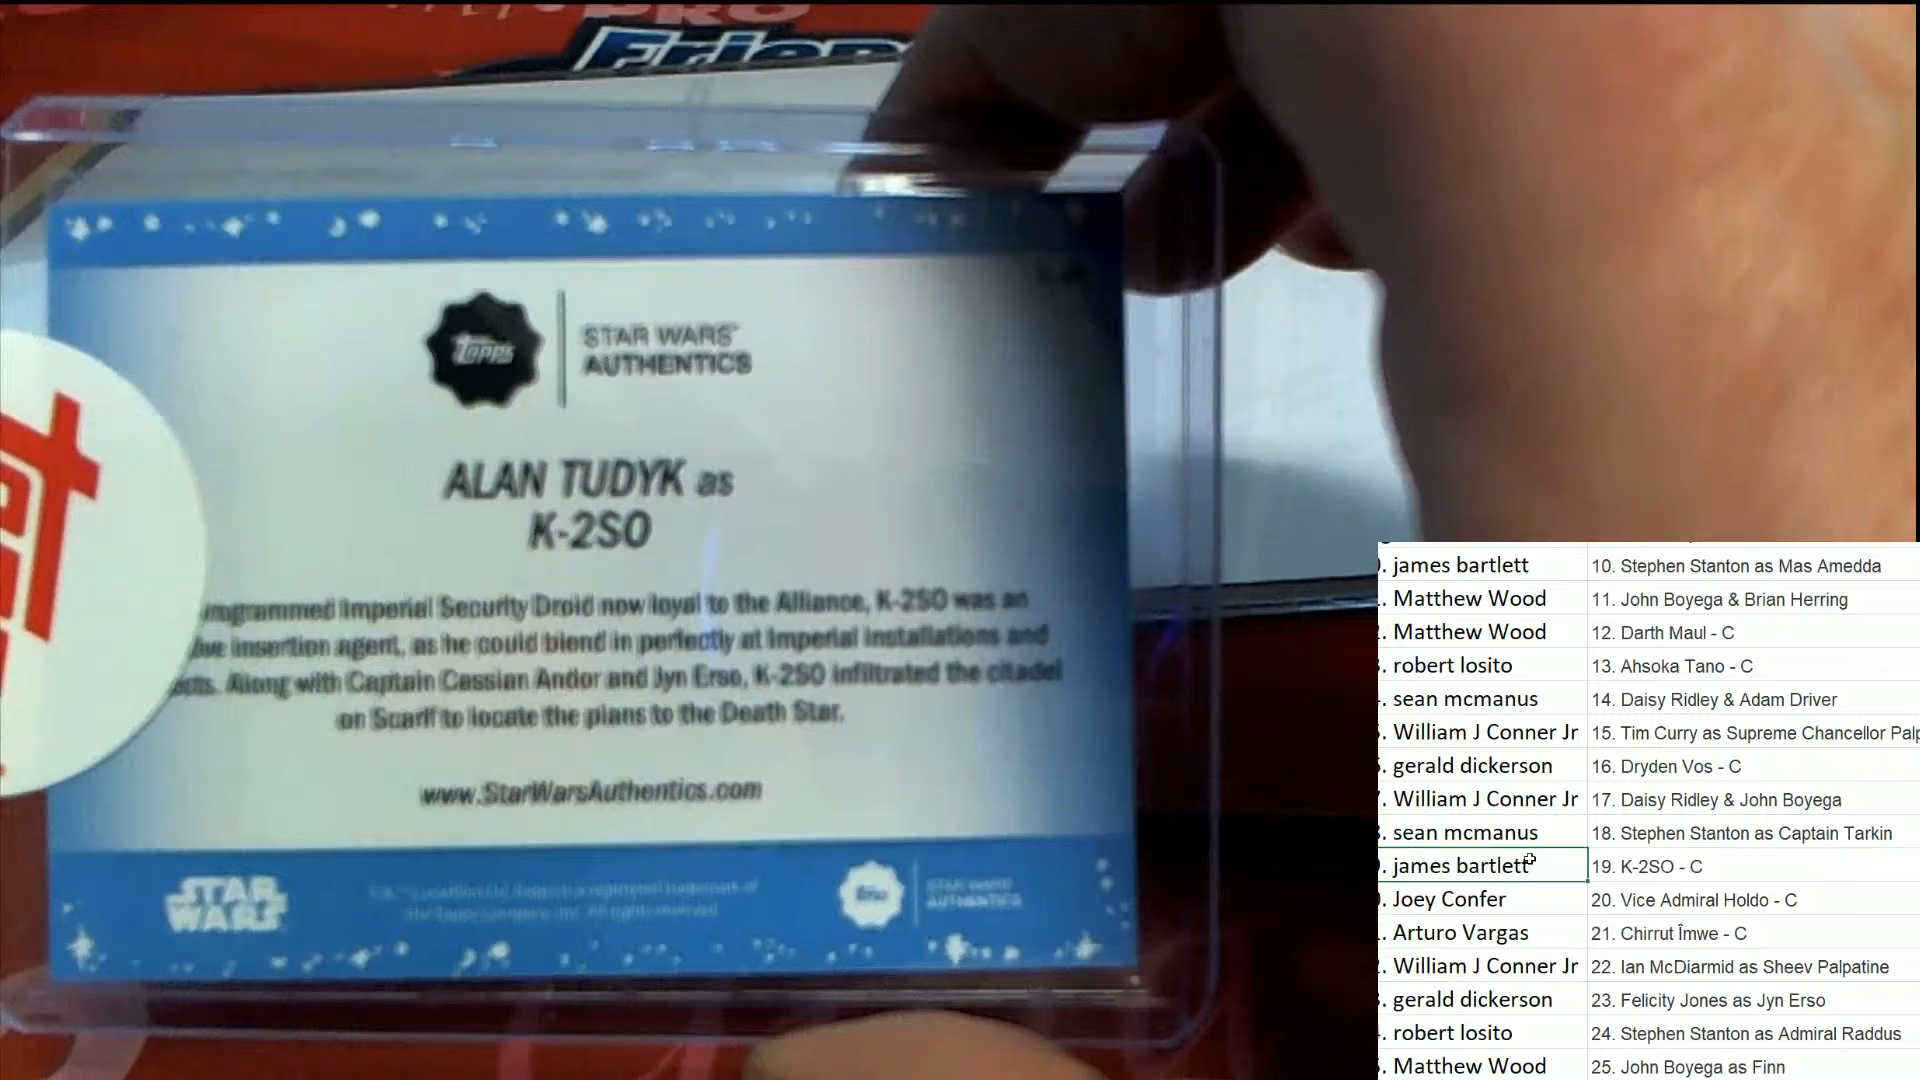 PRO
Topps
STAR WARS
AUTHENTICS
ALAN TUDYK as
K-2SO
Imperial Security Droid now loyal to the Alliance, K-2SO was an
insertion agent, as he could blend in perfectly at Imperial installations and
Along with Captain Cassian Andor and Jyn Erso, K-2SO infiltrated the citadel
on Scarif to locate the plans to the Death Star.
www.StarWarsAuthentics.com
STAR
WARS
Topps
STAR WARS
AUTHENTICS
james bartlett 10. Stephen Stanton as Mas Amedda
Matthew Wood 11. John Boyega & Brian Herring
Matthew Wood 12. Darth Maul - C
robert losito 13. Ahsoka Tano - C
sean mcmanus 14. Daisy Ridley & Adam Driver
William J Conner Jr 15. Tim Curry as Supreme Chancellor Palp
gerald dickerson 16. Dryden Vos - C
William J Conner Jr 17. Daisy Ridley & John Boyega
sean mcmanus 18. Stephen Stanton as Captain Tarkin
james bartlett 19. K-2SO - C
Joey Confer 20. Vice Admiral Holdo - C
Arturo Vargas 21. Chirrut Îmwe - C
William J Conner Jr 22. Ian McDiarmid as Sheev Palpatine
gerald dickerson 23. Felicity Jones as Jyn Erso
robert losito 24. Stephen Stanton as Admiral Raddus
Matthew Wood 25. John Boyega as Finn